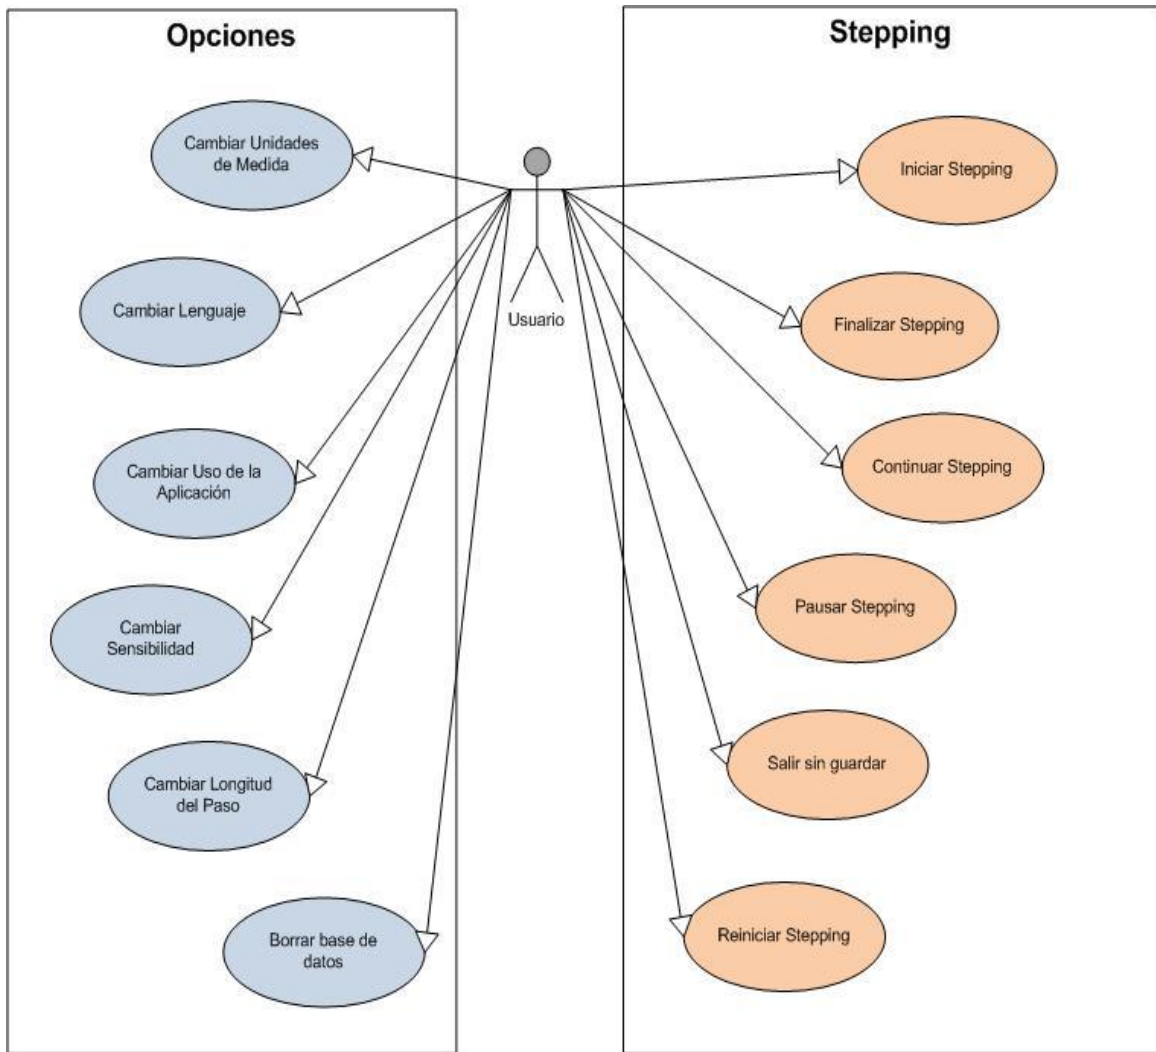 Opciones
Cambiar Unidades
de Medida
Cambiar Lenguaje
Cambiar Uso de la
Aplicación
Cambiar
Sensibilidad
Cambiar Longitud
del Paso
Borrar base de
datos
Usuario
Stepping
Iniciar Stepping
Finalizar Stepping
Continuar Stepping
Pausar Stepping
Salir sin guardar
Reiniciar Stepping